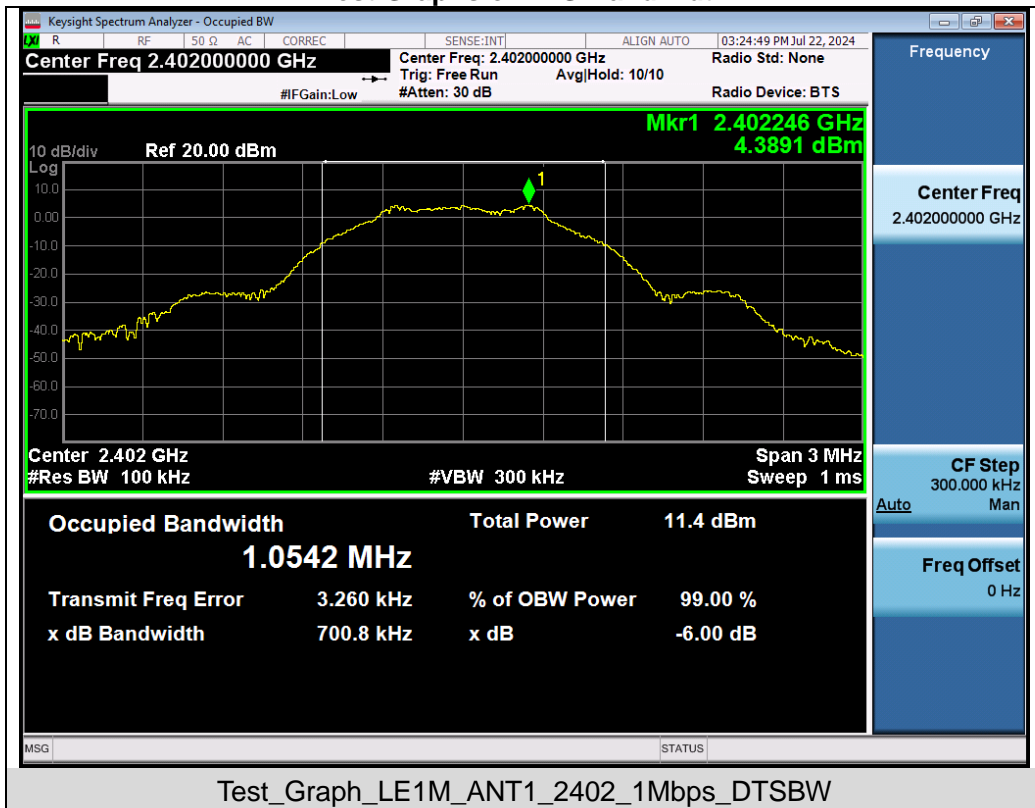 Keysight Spectrum Analyzer - Occupied BW
LXI R RF 50 Ω AC CORREC SENSE:INT ALIGN AUTO 03:24:49 PM Jul 22, 2024
Center Freq 2.402000000 GHz
Center Freq: 2.402000000 GHz Radio Std: None
Trig: Free Run Avg|Hold: 10/10
#IFGain:Low #Atten: 30 dB Radio Device: BTS
Mkr1 2.402246 GHz
4.3891 dBm
10 dB/div Ref 20.00 dBm
Log
10.0
1
0.00
-10.0
-20.0
-30.0
-40.0
-50.0
-60.0
-70.0
Center 2.402 GHz Span 3 MHz
#Res BW 100 kHz #VBW 300 kHz Sweep 1 ms
Occupied Bandwidth Total Power 11.4 dBm
1.0542 MHz
Transmit Freq Error 3.260 kHz % of OBW Power 99.00 %
x dB Bandwidth 700.8 kHz x dB -6.00 dB
MSG STATUS
Frequency
Center Freq
2.402000000 GHz
CF Step
300.000 kHz
Auto Man
Freq Offset
0 Hz
Test_Graph_LE1M_ANT1_2402_1Mbps_DTSBW